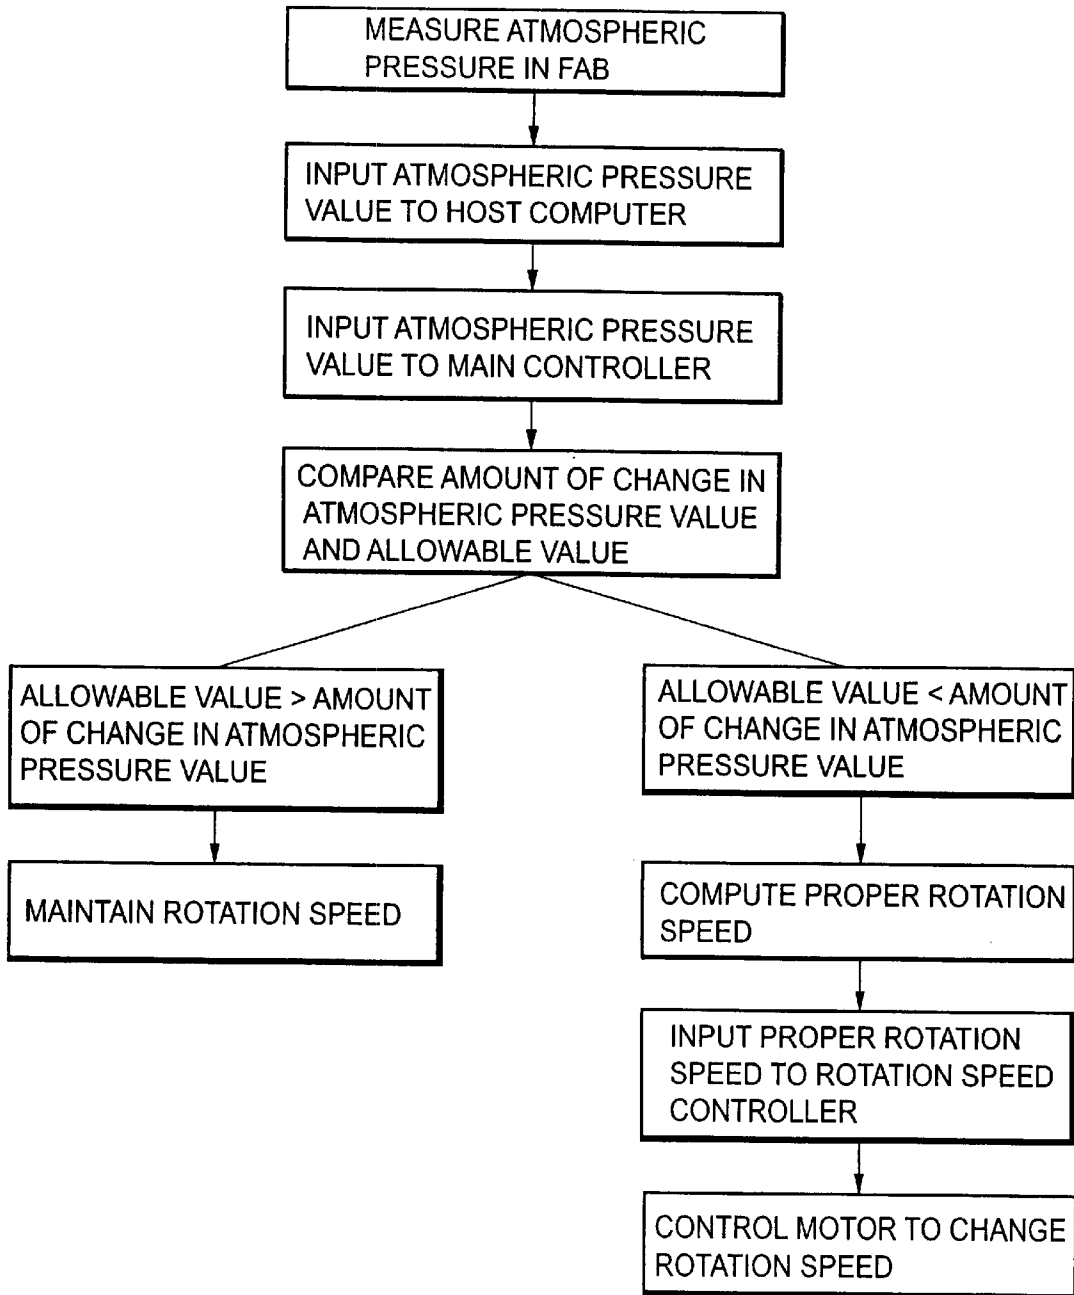 MEASURE ATMOSPHERIC
PRESSURE IN FAB
INPUT ATMOSPHERIC PRESSURE
VALUE TO HOST COMPUTER
INPUT ATMOSPHERIC PRESSURE
VALUE TO MAIN CONTROLLER
COMPARE AMOUNT OF CHANGE IN
ATMOSPHERIC PRESSURE VALUE
AND ALLOWABLE VALUE
ALLOWABLE VALUE > AMOUNT
OF CHANGE IN ATMOSPHERIC
PRESSURE VALUE
MAINTAIN ROTATION SPEED
ALLOWABLE VALUE < AMOUNT
OF CHANGE IN ATMOSPHERIC
PRESSURE VALUE
COMPUTE PROPER ROTATION
SPEED
INPUT PROPER ROTATION
SPEED TO ROTATION SPEED
CONTROLLER
CONTROL MOTOR TO CHANGE
ROTATION SPEED